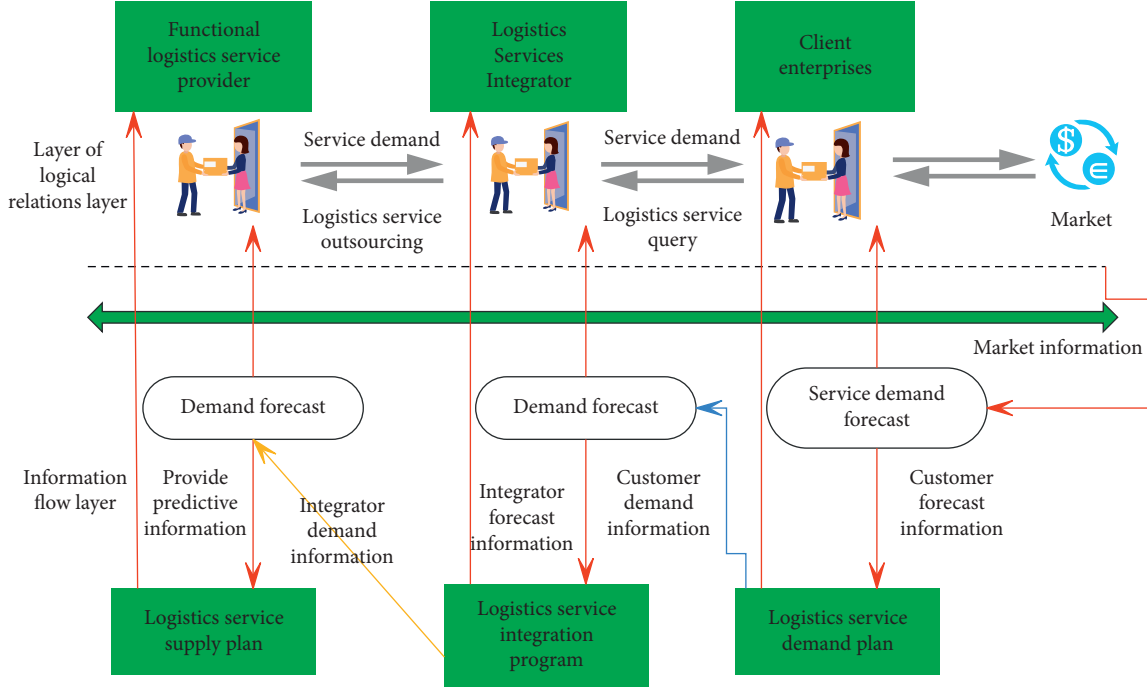 Functional
logistics service
provider
Logistics
Services
Integrator
Client
enterprises
Layer of
logical
relations layer
Service demand
Logistics service
outsourcing
Service demand
Logistics service
query
$
∈
Market
Market information
Demand forecast
Demand forecast
Service demand
forecast
Information
flow layer
Provide
predictive
information
Integrator
demand
information
Integrator
forecast
information
Customer
demand
information
Customer
forecast
information
Logistics service
supply plan
Logistics service
integration
program
Logistics service
demand plan